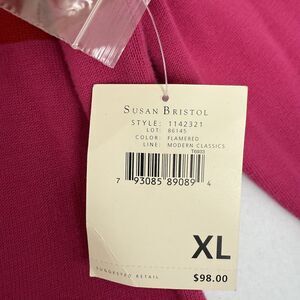 SUSAN BRISTOL
STYLE: 1142321
LOT: 86145
COLOR: FLAMERED
LINE: MODERN CLASSICS
T6933
7 93085 89089 4
XL
SUGGESTED RETAIL
$98.00